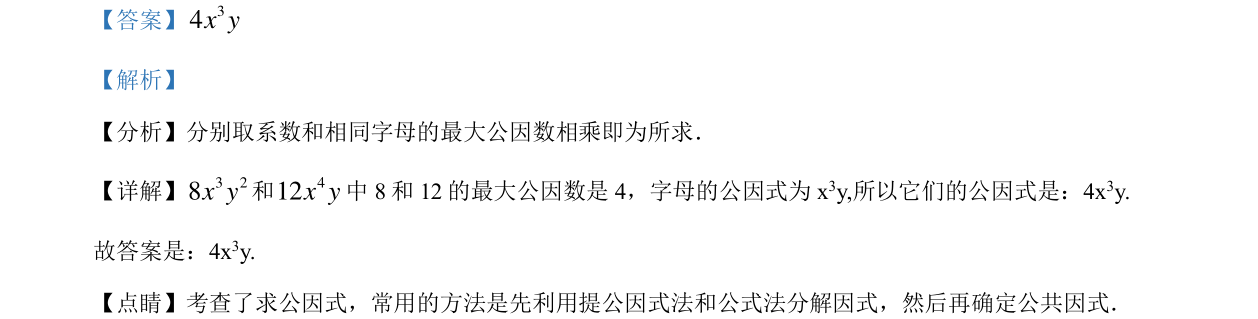 【答案】4x³y
【解析】
【分析】分别取系数和相同字母的最大公因数相乘即为所求．
【详解】8x³y²和12x⁴y中 8 和 12 的最大公因数是 4，字母的公因式为 x³y,所以它们的公因式是：4x³y.
故答案是：4x³y.
【点睛】考查了求公因式，常用的方法是先利用提公因式法和公式法分解因式，然后再确定公共因式．